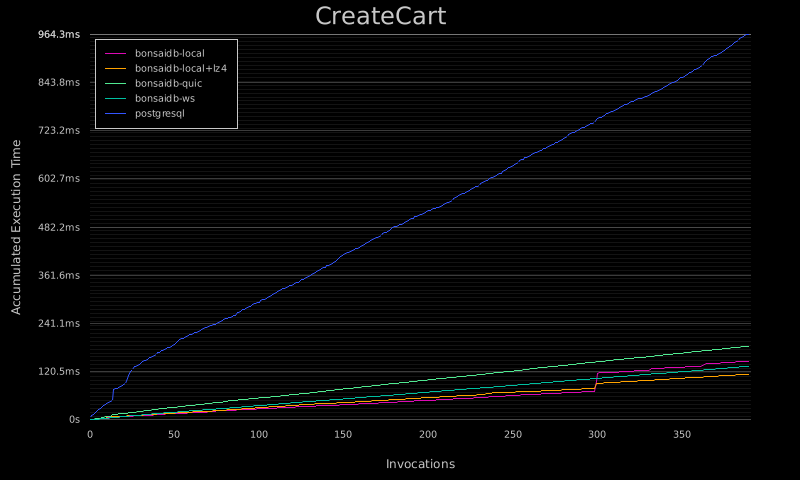 CreateCart
964.3ms
843.8ms
723.2ms
602.7ms
482.2ms
361.6ms
241.1ms
120.5ms
0s
bonsaidb-local
bonsaidb-local+lz4
bonsaidb-quic
bonsaidb-ws
postgresql
Accumulated Execution Time
0 50 100 150 200 250 300 350
Invocations